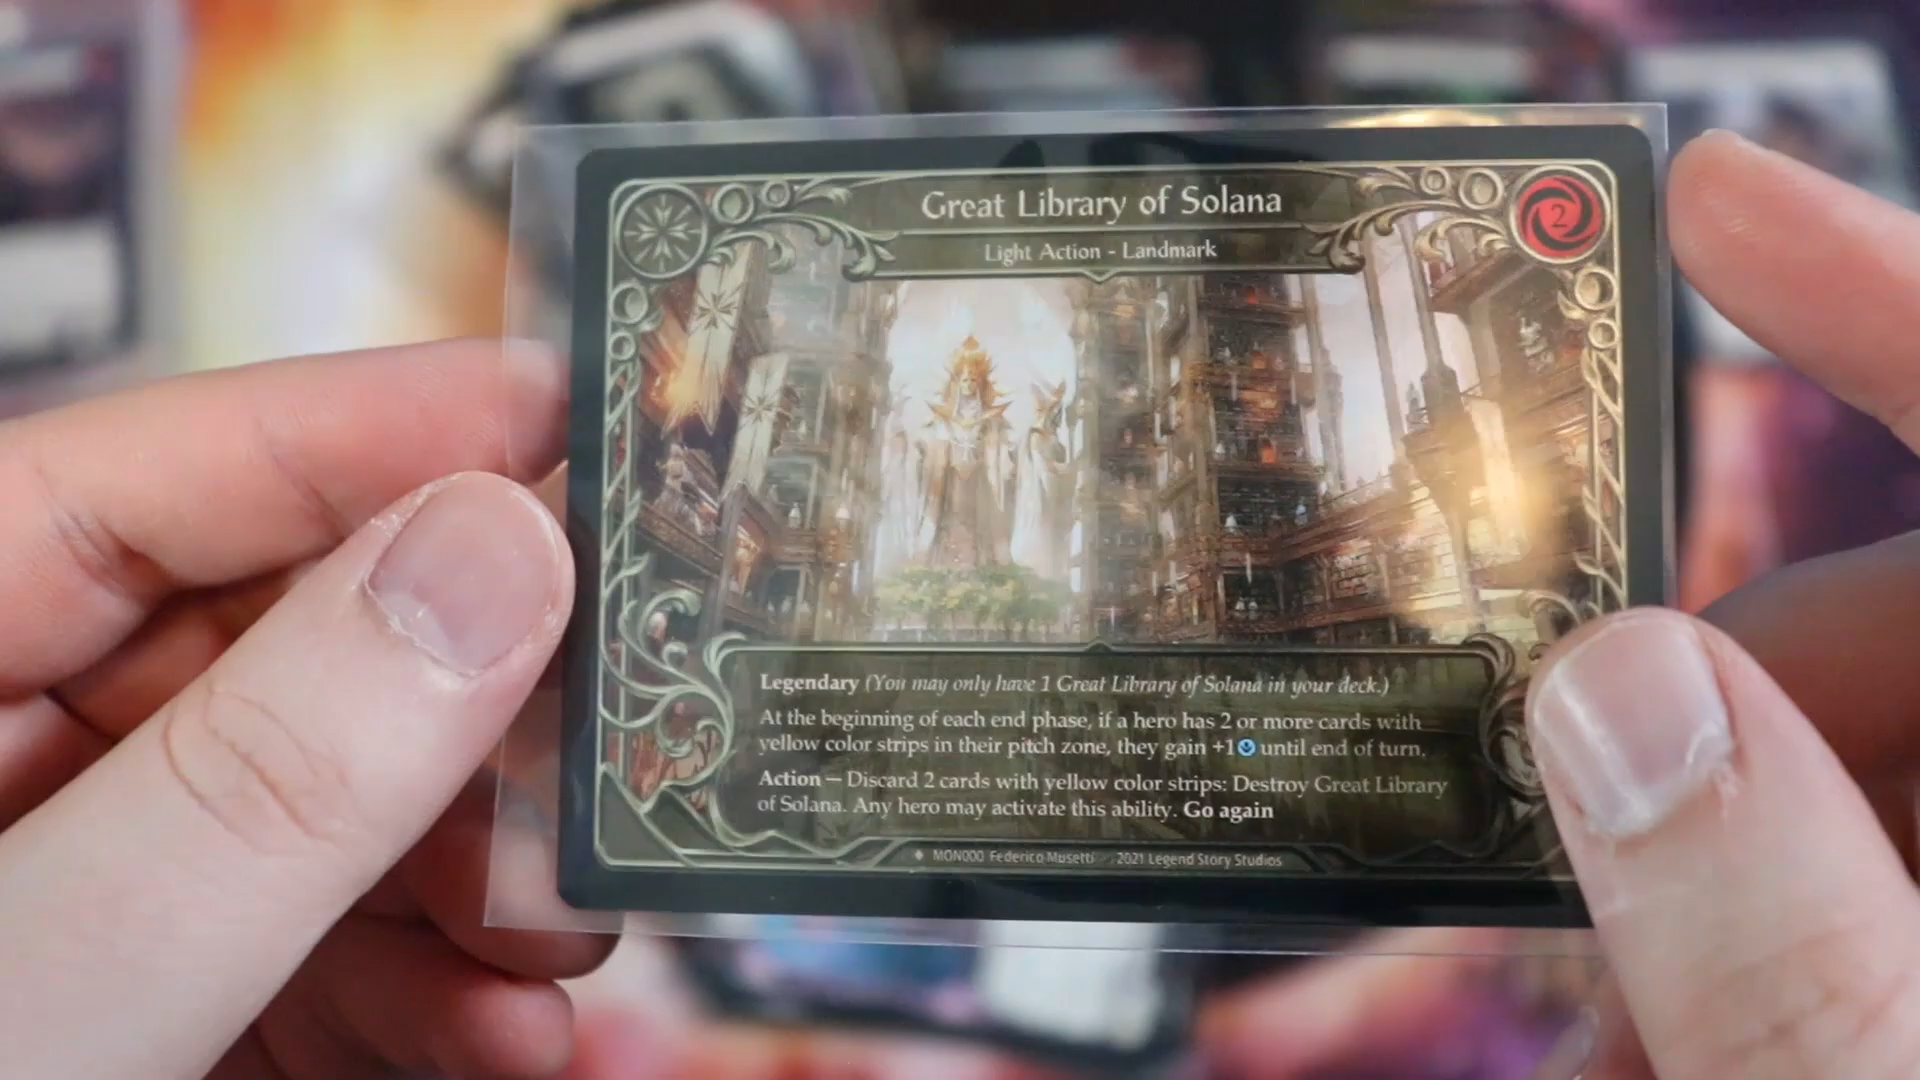 Great Library of Solana
2
Light Action - Landmark
Legendary (You may only have 1 Great Library of Solana in your deck.)
At the beginning of each end phase, if a hero has 2 or more cards with
yellow color strips in their pitch zone, they gain +1 until end of turn.
Action — Discard 2 cards with yellow color strips: Destroy Great Library
of Solana. Any hero may activate this ability. Go again
MON000 Federico Musetti 2021 Legend Story Studios